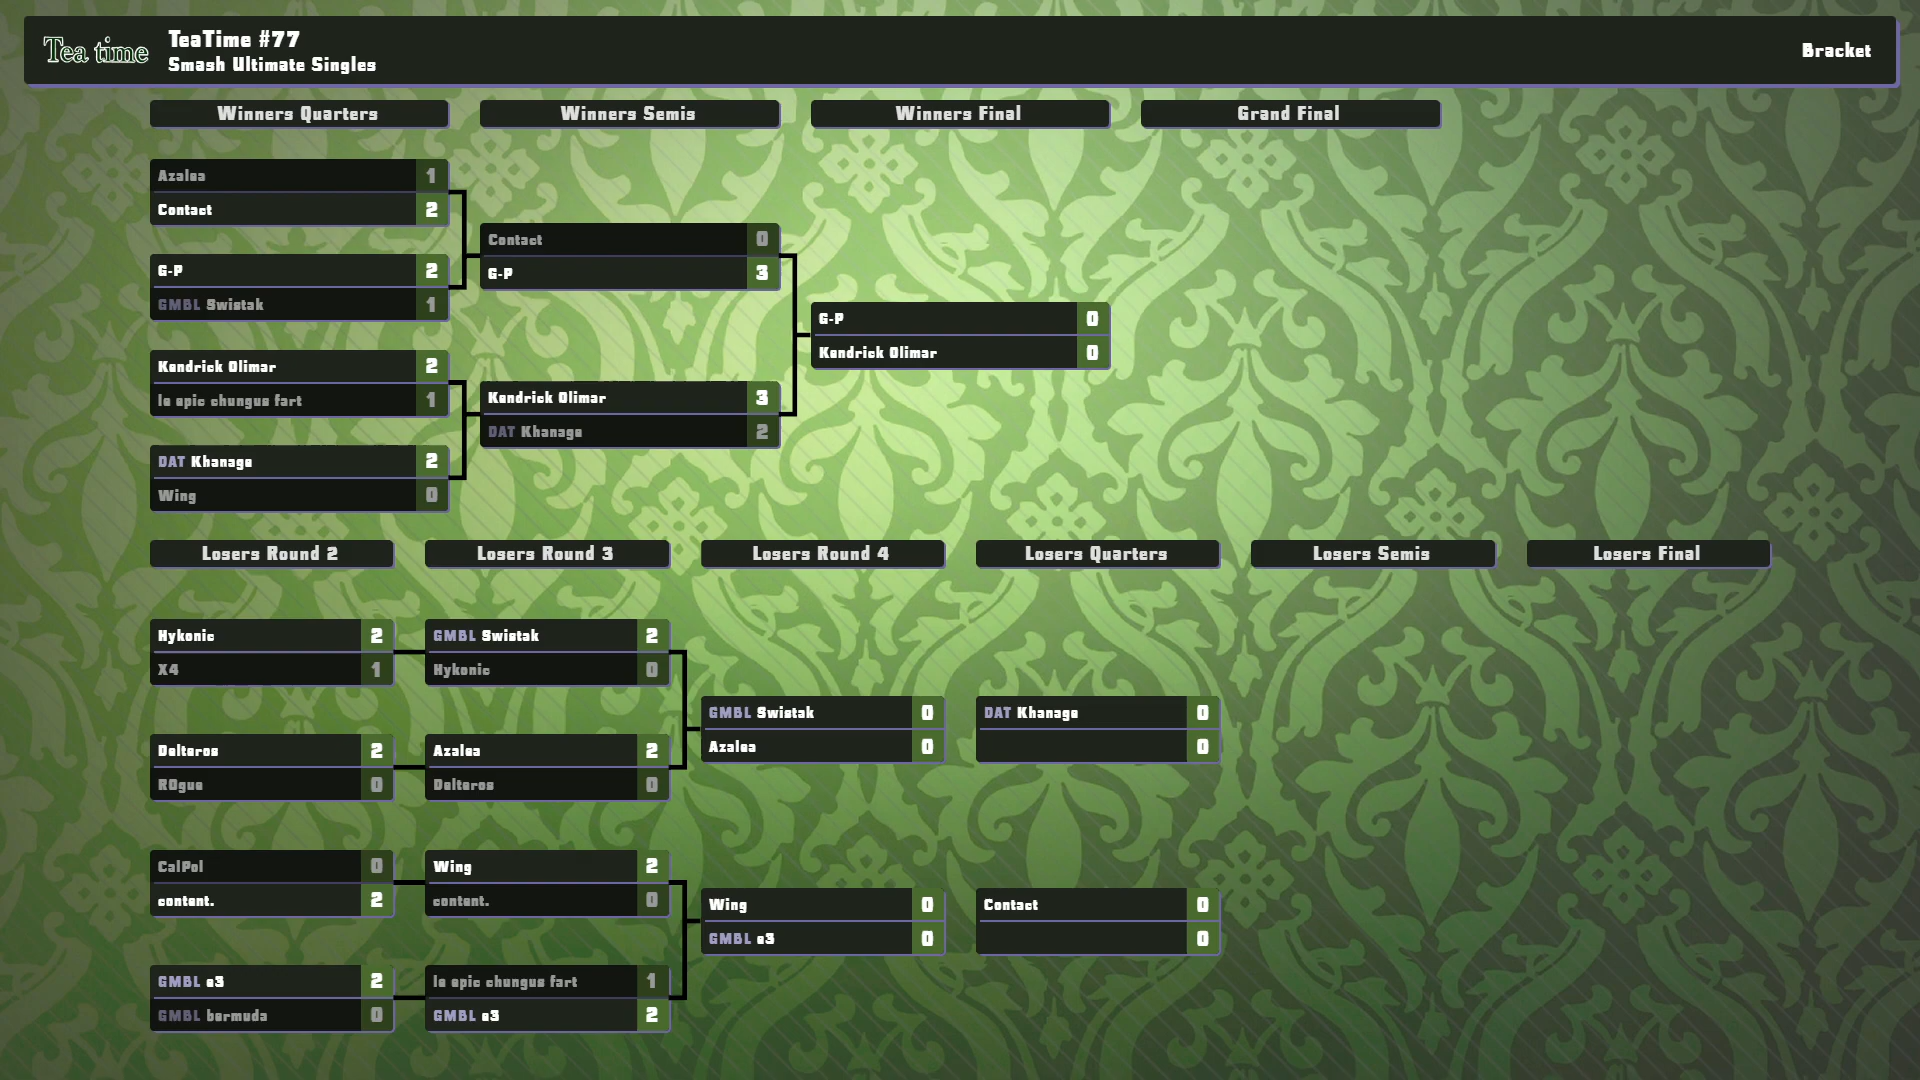 Tea time
TeaTime #77
Smash Ultimate Singles
Bracket
Winners Quarters
Winners Semis
Winners Final
Grand Final
Azalea 1
Contact 2
G-P 2
GMBL Swistak 1
Kendrick Olimar 2
le epic chungus fart 1
DAT Khanage 2
Wing 0
Contact 0
G-P 3
Kendrick Olimar 3
DAT Khanage 2
G-P 0
Kendrick Olimar 0
Losers Round 2
Losers Round 3
Losers Round 4
Losers Quarters
Losers Semis
Losers Final
Hykonic 2
X4 1
Delteros 2
R0gue 0
CalPol 0
content. 2
GMBL e3 2
GMBL bermuda 0
GMBL Swistak 2
Hykonic 0
Azalea 2
Delteros 0
Wing 2
content. 0
le epic chungus fart 1
GMBL e3 2
GMBL Swistak 0
Azalea 0
Wing 0
GMBL e3 0
DAT Khanage 0
0
Contact 0
0